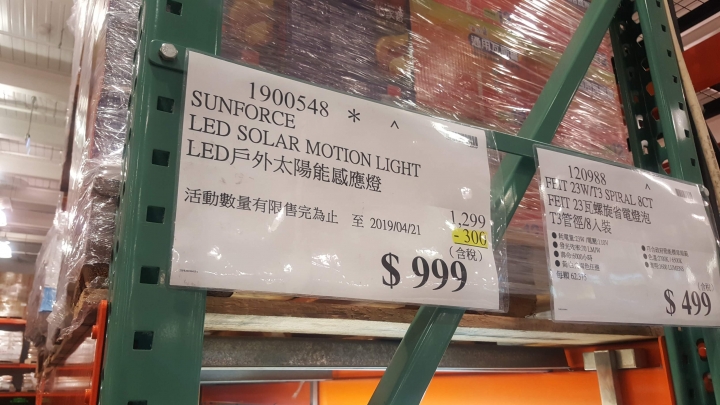 1900548 * ^
SUNFORCE
LED SOLAR MOTION LIGHT
LED戶外太陽能感應燈
活動數量有限售完為止 至 2019/04/21
1,299
-300
(含稅)
$ 999
120988 ^
FEIT 23W/T3 SPIRAL 8CT
FEIT 23瓦螺旋省電燈泡
T3管徑/8入裝
(含稅)
$ 499